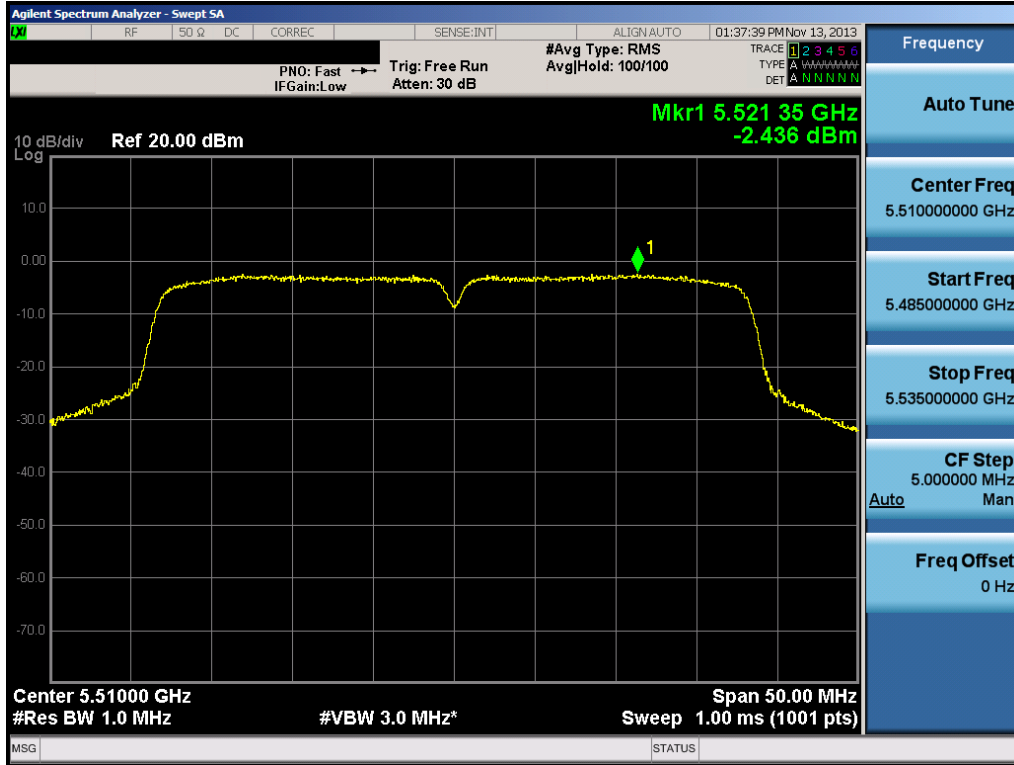 Agilent Spectrum Analyzer - Swept SA
LXI RF 50 Ω DC CORREC SENSE:INT ALIGN AUTO 01:37:39 PM Nov 13, 2013
PNO: Fast
IFGain:Low
Trig: Free Run
Atten: 30 dB
#Avg Type: RMS
Avg|Hold: 100/100
TRACE 1 2 3 4 5 6
TYPE A WWWWW
DET A N N N N N
Mkr1 5.521 35 GHz
-2.436 dBm
10 dB/div Ref 20.00 dBm
Log
10.0
0.00
-10.0
-20.0
-30.0
-40.0
-50.0
-60.0
-70.0
1
Center 5.51000 GHz Span 50.00 MHz
#Res BW 1.0 MHz #VBW 3.0 MHz* Sweep 1.00 ms (1001 pts)
MSG STATUS
Frequency
Auto Tune
Center Freq
5.510000000 GHz
Start Freq
5.485000000 GHz
Stop Freq
5.535000000 GHz
CF Step
5.000000 MHz
Auto Man
Freq Offset
0 Hz